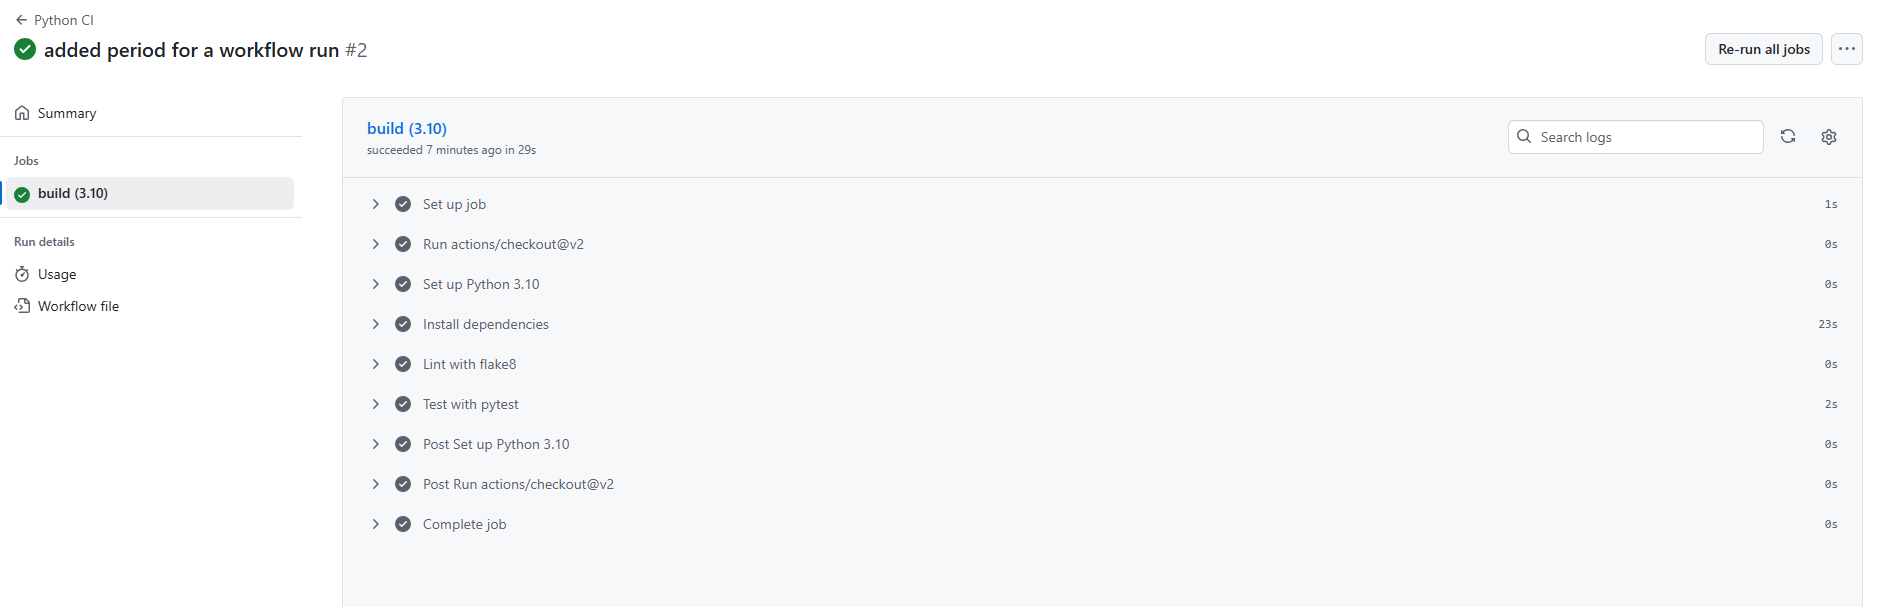 Python CI
added period for a workflow run #2
Re-run all jobs
Summary
Jobs
build (3.10)
Run details
Usage
Workflow file
build (3.10)
succeeded 7 minutes ago in 29s
Search logs
Set up job 1s
Run actions/checkout@v2 0s
Set up Python 3.10 0s
Install dependencies 23s
Lint with flake8 0s
Test with pytest 2s
Post Set up Python 3.10 0s
Post Run actions/checkout@v2 0s
Complete job 0s